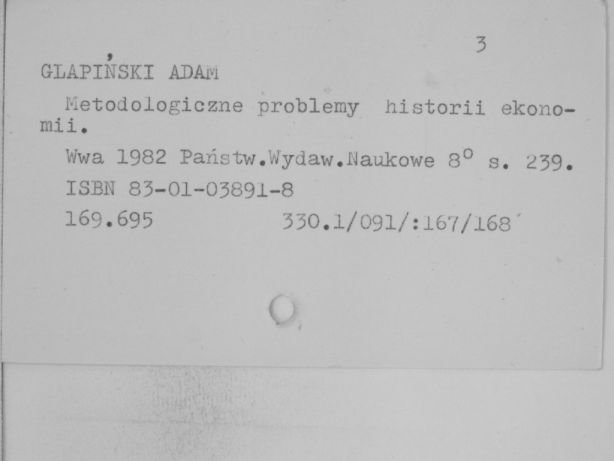 3
GLAPIŃSKI ADAM
Metodologiczne problemy historii ekono-
mii.
Wwa 1982 Państw.Wydaw.Naukowe 8° s. 239.
ISBN 83-01-03891-8
169.695 330.1/091/:167/168